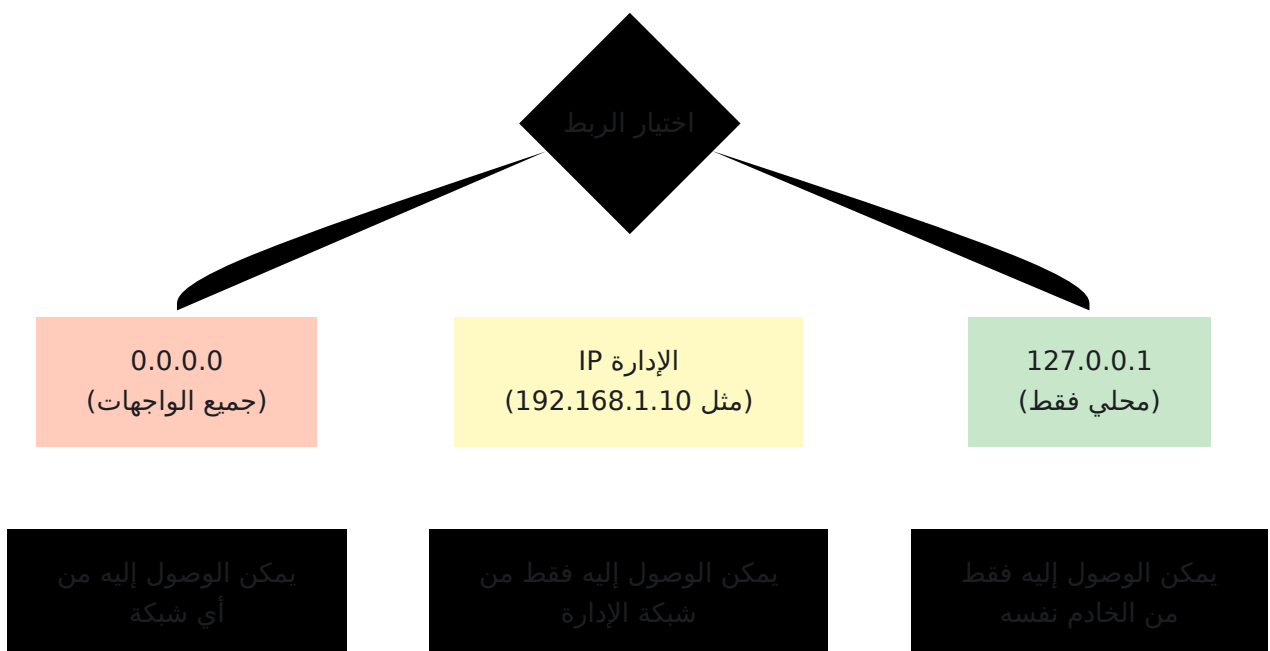 اختيار الربط
0.0.0.0
(جميع الواجهات)
الإدارة IP
(مثل 192.168.1.10)
127.0.0.1
(محلي فقط)
يمكن الوصول إليه من
أي شبكة
يمكن الوصول إليه فقط من
شبكة الإدارة
يمكن الوصول إليه فقط
من الخادم نفسه